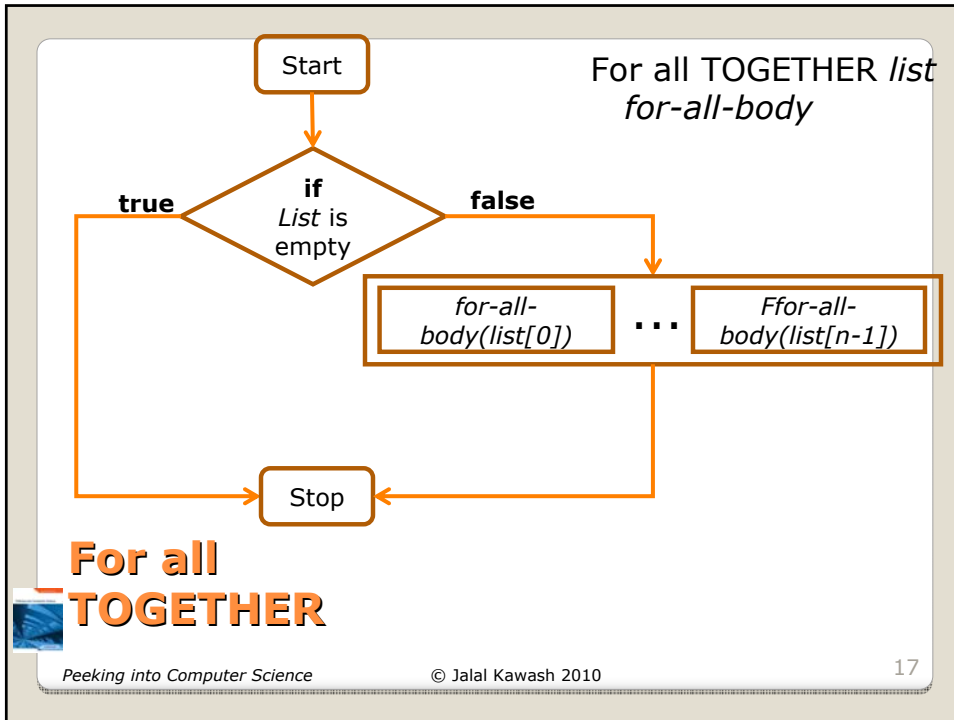 Start
For all TOGETHER list
for-all-body
if
List is
empty
true
false
for-all-
body(list[0])
...
Ffor-all-
body(list[n-1])
Stop
For all
TOGETHER
Peeking into Computer Science
© Jalal Kawash 2010
17